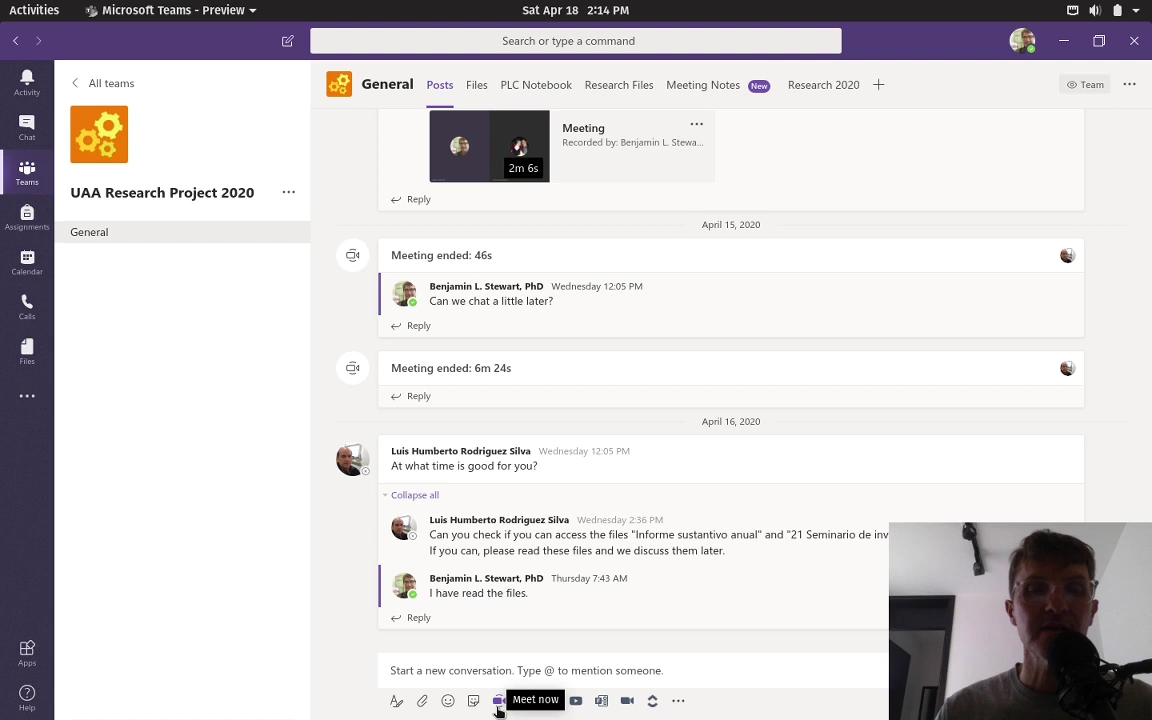 Activities
Microsoft Teams - Preview
Sat Apr 18 2:14 PM
Search or type a command
Activity
Chat
Teams
Assignments
Calendar
Calls
Files
Apps
Help
All teams
UAA Research Project 2020
General
General
Posts
Files
PLC Notebook
Research Files
Meeting Notes
New
Research 2020
Team
Meeting
Recorded by: Benjamin L. Stewa...
2m 6s
Reply
April 15, 2020
Meeting ended: 46s
Benjamin L. Stewart, PhD Wednesday 12:05 PM
Can we chat a little later?
Reply
Meeting ended: 6m 24s
Reply
April 16, 2020
Luis Humberto Rodriguez Silva Wednesday 12:05 PM
At what time is good for you?
Collapse all
Luis Humberto Rodriguez Silva Wednesday 2:36 PM
Can you check if you can access the files "Informe sustantivo anual" and "21 Seminario de inv
If you can, please read these files and we discuss them later.
Benjamin L. Stewart, PhD Thursday 7:43 AM
I have read the files.
Reply
Start a new conversation. Type @ to mention someone.
Meet now